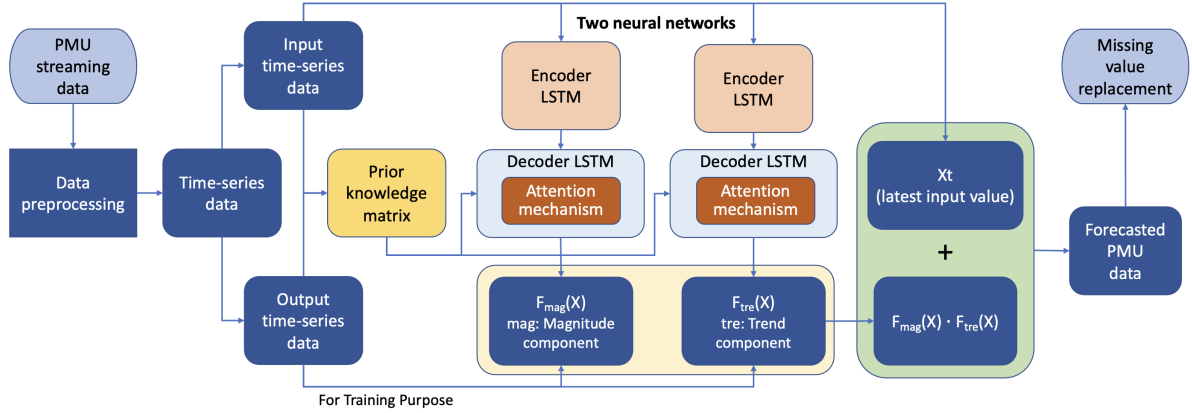 Two neural networks
PMU
streaming
data
Data
preprocessing
Time-series
data
Input
time-series
data
Output
time-series
data
Prior
knowledge
matrix
Encoder
LSTM
Decoder LSTM
Attention
mechanism
Encoder
LSTM
Decoder LSTM
Attention
mechanism
Fmag(X)
mag: Magnitude
component
Ftre(X)
tre: Trend
component
Xt
(latest input value)
+
Fmag(X) · Ftre(X)
Forecasted
PMU
data
Missing
value
replacement
For Training Purpose